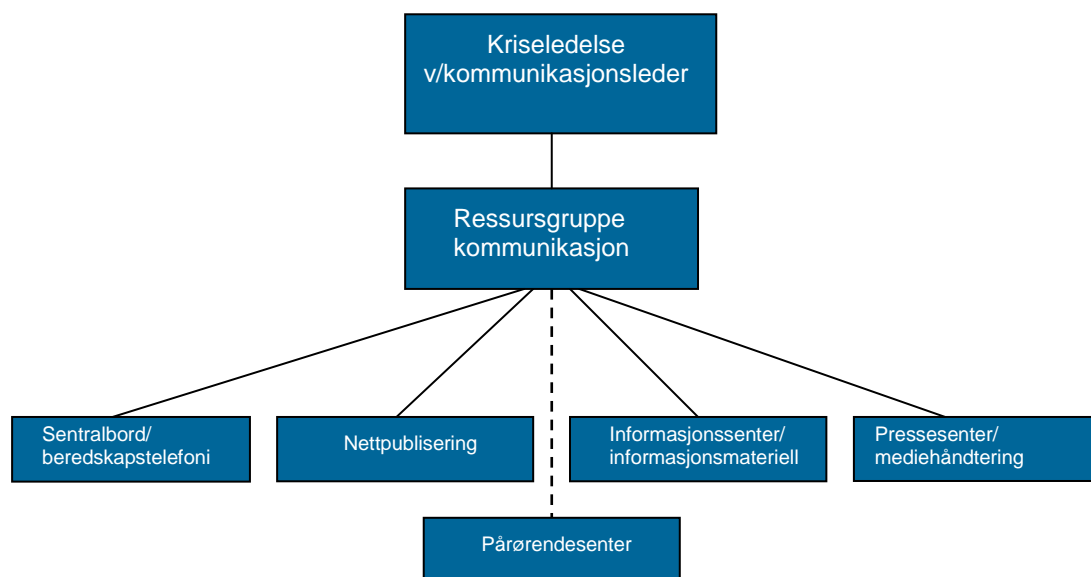 Kriseledelse
v/kommunikasjonsleder
Ressursgruppe
kommunikasjon
Sentralbord/
beredskapstelefoni
Nettpublisering
Informasjonssenter/
informasjonsmateriell
Pressesenter/
mediehåndtering
Pårørendesenter